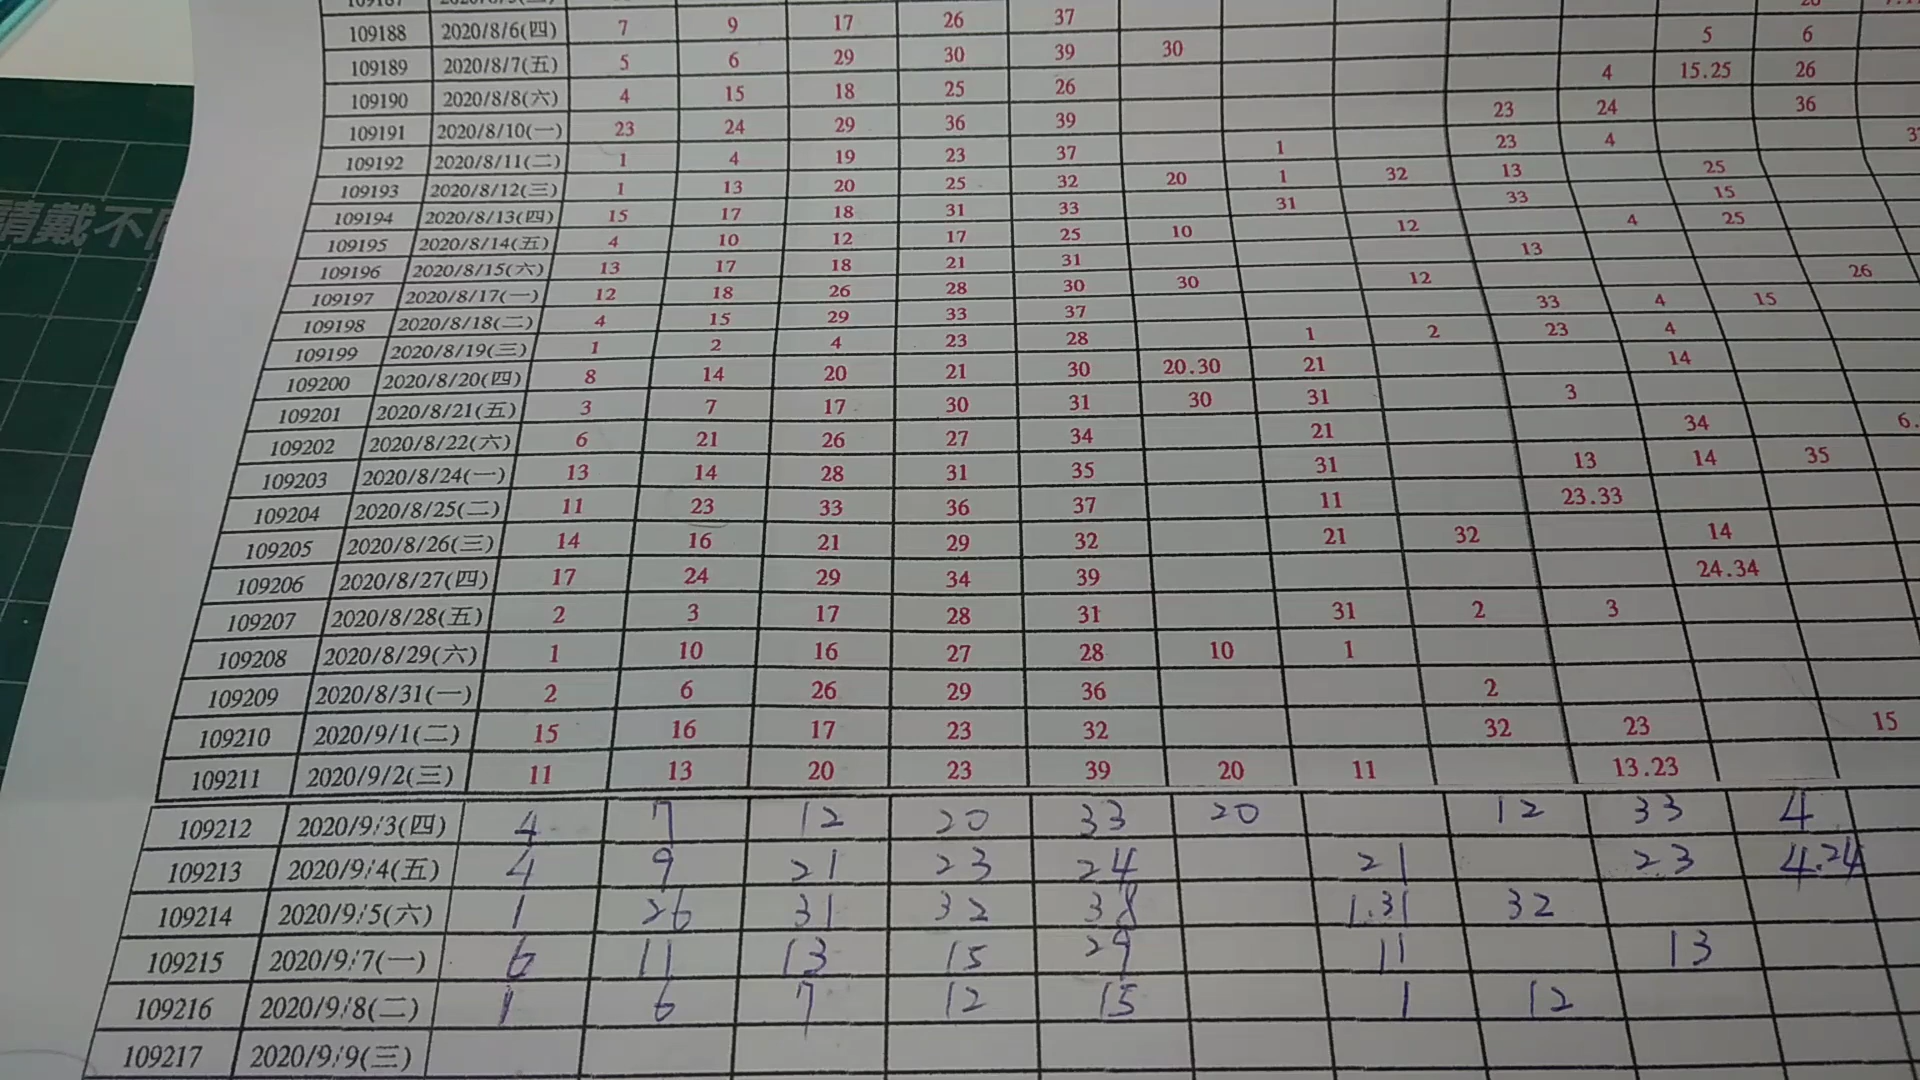 109188 2020/8/6(四) 7 9 17 26 37
109189 2020/8/7(五) 5 6 29 30 39 30 5 6
109190 2020/8/8(六) 4 15 18 25 26 4 15.25 26
109191 2020/8/10(一) 23 24 29 36 39 23 24 36
109192 2020/8/11(二) 1 4 19 23 37 1 23 4
109193 2020/8/12(三) 1 13 20 25 32 20 1 32 13 25
109194 2020/8/13(四) 15 17 18 31 33 31 33 15
109195 2020/8/14(五) 4 10 12 17 25 10 12 4 25
109196 2020/8/15(六) 13 17 18 21 31 13
109197 2020/8/17(一) 12 18 26 28 30 30 12 26
109198 2020/8/18(二) 4 15 29 33 37 33 4 15
109199 2020/8/19(三) 1 2 4 23 28 1 2 23 4
109200 2020/8/20(四) 8 14 20 21 30 20.30 21 14
109201 2020/8/21(五) 3 7 17 30 31 30 31 3
109202 2020/8/22(六) 6 21 26 27 34 21 34 6.
109203 2020/8/24(一) 13 14 28 31 35 31 13 14 35
109204 2020/8/25(二) 11 23 33 36 37 11 23.33
109205 2020/8/26(三) 14 16 21 29 32 21 32 14
109206 2020/8/27(四) 17 24 29 34 39 24.34
109207 2020/8/28(五) 2 3 17 28 31 31 2 3
109208 2020/8/29(六) 1 10 16 27 28 10 1
109209 2020/8/31(一) 2 6 26 29 36 2
109210 2020/9/1(二) 15 16 17 23 32 32 23 15
109211 2020/9/2(三) 11 13 20 23 39 20 11 13.23
109212 2020/9/3(四) 4 7 12 20 33 20 12 33 4
109213 2020/9/4(五) 4 9 21 23 24 21 23 4.24
109214 2020/9/5(六) 1 26 31 32 38 1.31 32
109215 2020/9/7(一) 6 11 13 15 29 11 13
109216 2020/9/8(二) 1 6 7 12 15 1 12
109217 2020/9/9(三)
請戴不